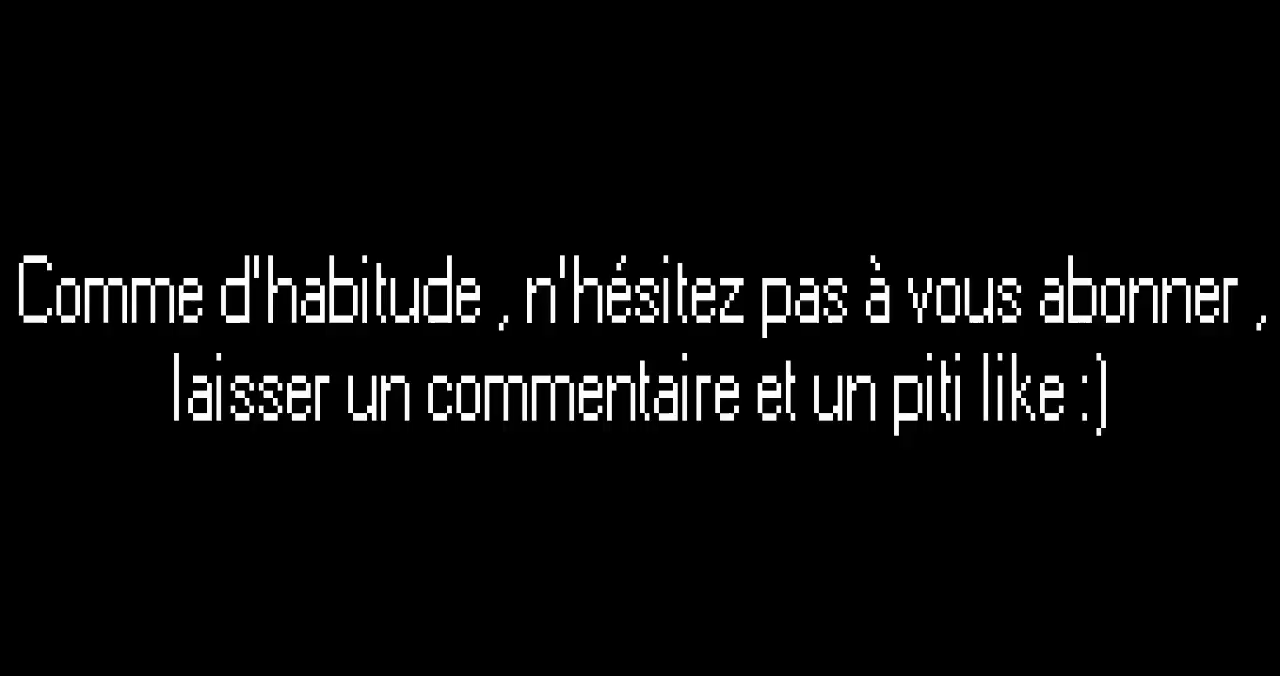 Comme d'habitude , n'hésitez pas à vous abonner ,
laisser un commentaire et un piti like :)